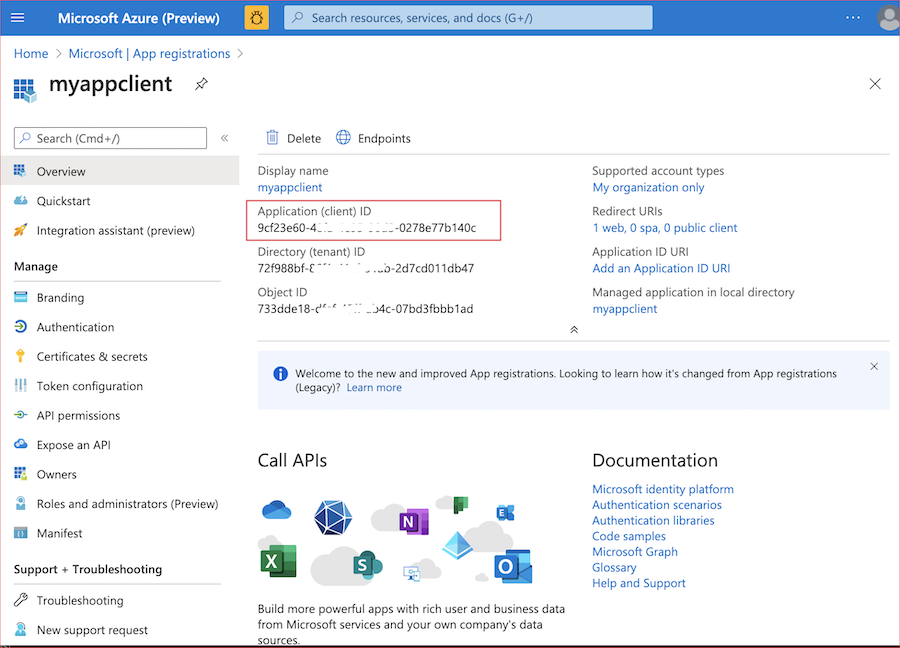 Microsoft Azure (Preview)
Search resources, services, and docs (G+/)
Home > Microsoft | App registrations >
myappclient
Search (Cmd+/)
Overview
Quickstart
Integration assistant (preview)
Manage
Branding
Authentication
Certificates & secrets
Token configuration
API permissions
Expose an API
Owners
Roles and administrators (Preview)
Manifest
Support + Troubleshooting
Troubleshooting
New support request
Delete
Endpoints
Display name
myappclient
Application (client) ID
9cf23e60-4
-0278e77b140c
Directory (tenant) ID
72f988bf-
-2d7cd011db47
Object ID
733dde18-
b4c-07bd3fbbb1ad
Supported account types
My organization only
Redirect URIs
1 web, 0 spa, 0 public client
Application ID URI
Add an Application ID URI
Managed application in local directory
myappclient
Welcome to the new and improved App registrations. Looking to learn how it's changed from App registrations
(Legacy)? Learn more
Call APIs
N
E
X
S
O
Build more powerful apps with rich user and business data
from Microsoft services and your own company's data
sources.
Documentation
Microsoft identity platform
Authentication scenarios
Authentication libraries
Code samples
Microsoft Graph
Glossary
Help and Support